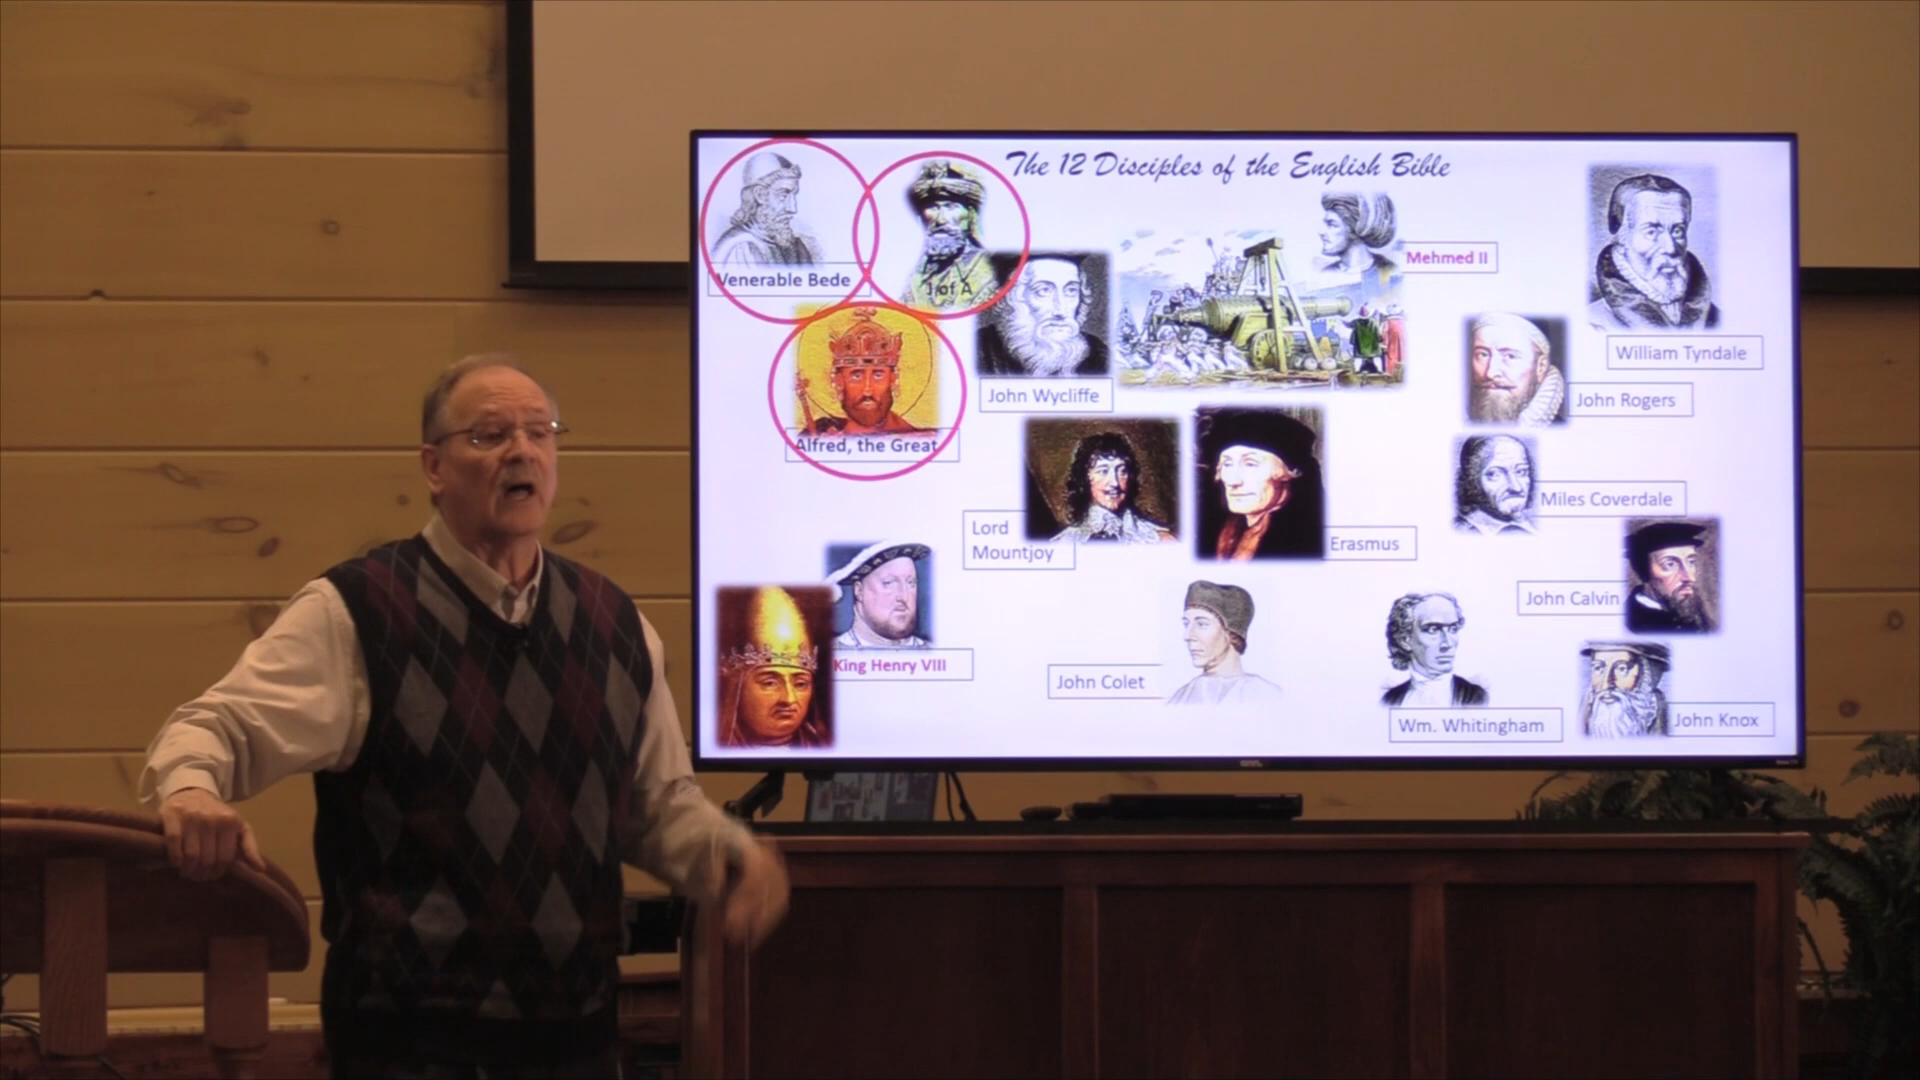 The 12 Disciples of the English Bible
Venerable Bede
J of A
Mehmed II
William Tyndale
John Wycliffe
John Rogers
Alfred, the Great
Miles Coverdale
Lord
Mountjoy
Erasmus
John Calvin
King Henry VIII
John Colet
Wm. Whitingham
John Knox